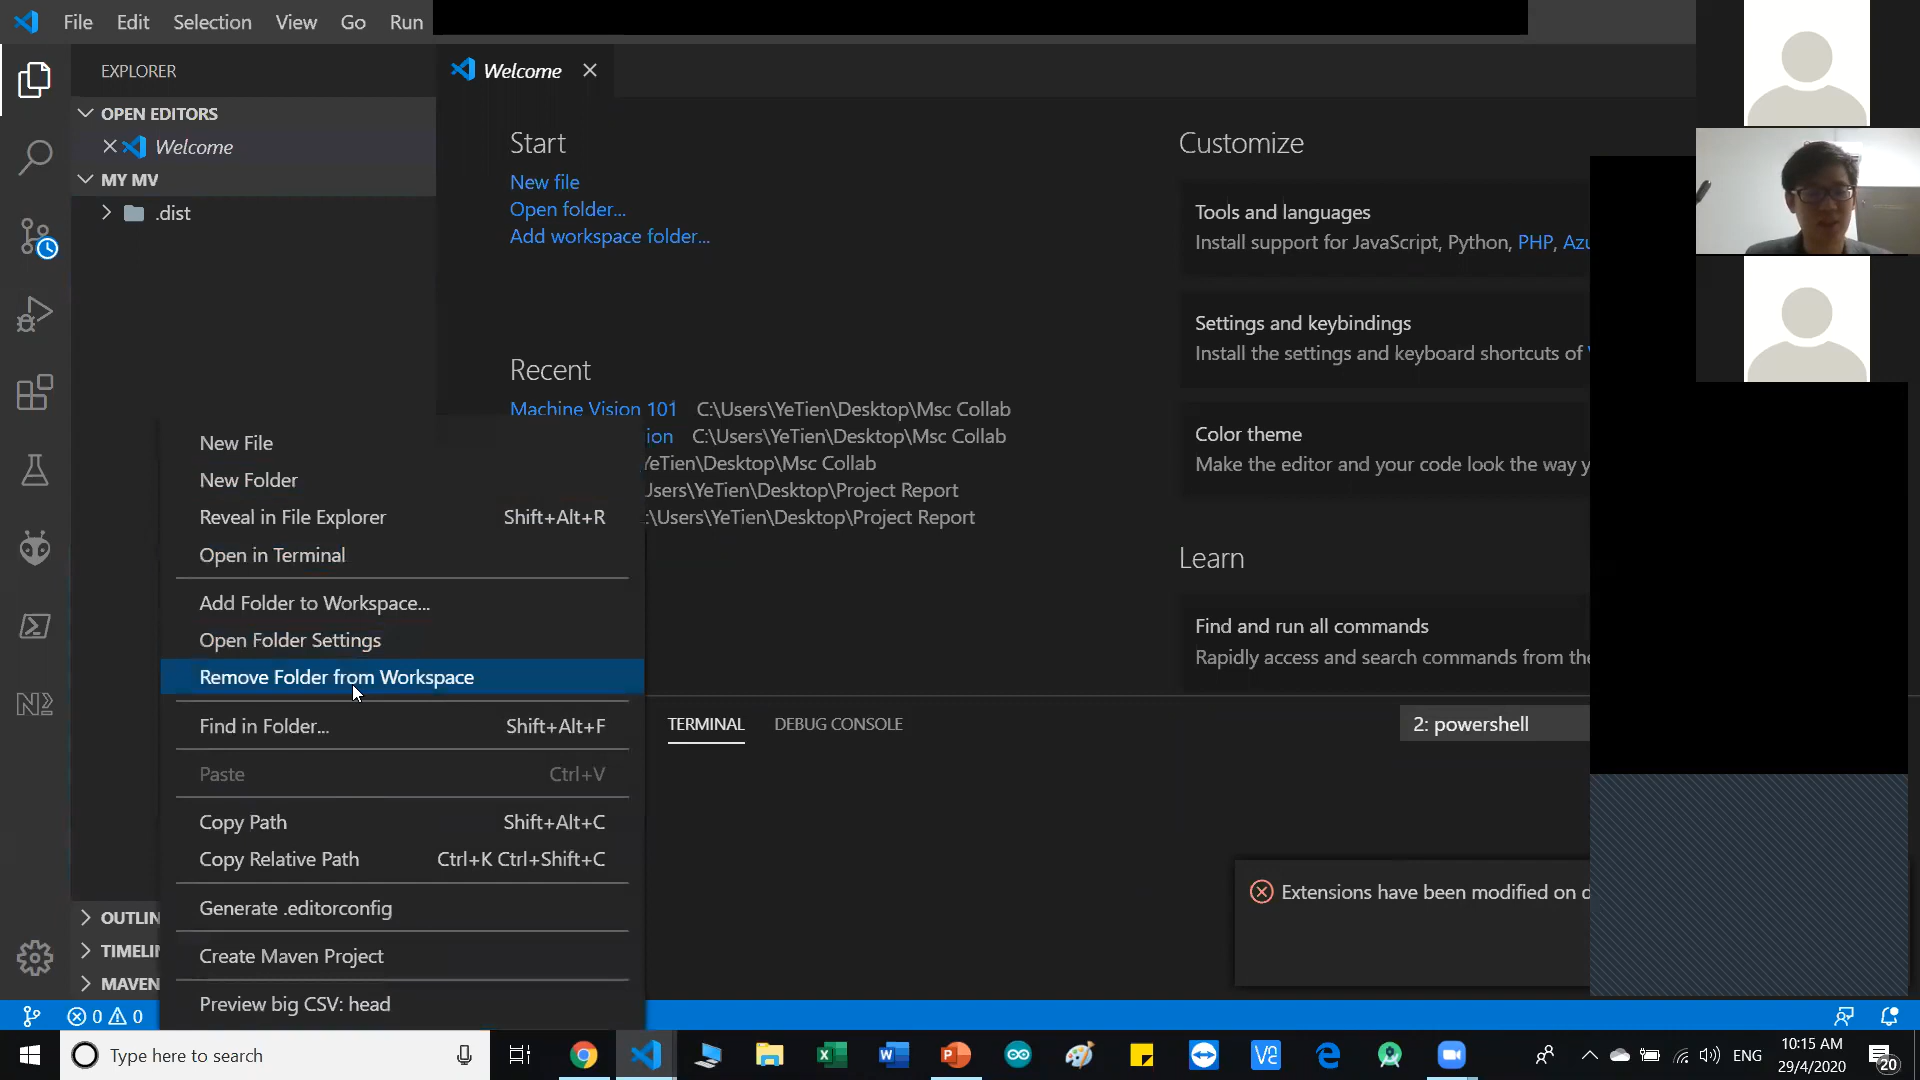 File Edit Selection View Go Run
EXPLORER
OPEN EDITORS
Welcome
MY MV
.dist
Welcome
Start
New file
Open folder...
Add workspace folder...
Recent
Machine Vision 101 C:\Users\YeTien\Desktop\Msc Collab
ion C:\Users\YeTien\Desktop\Msc Collab
YeTien\Desktop\Msc Collab
Users\YeTien\Desktop\Project Report
:\Users\YeTien\Desktop\Project Report
Customize
Tools and languages
Install support for JavaScript, Python, PHP, Azu
Settings and keybindings
Install the settings and keyboard shortcuts of
Color theme
Make the editor and your code look the way y
Learn
Find and run all commands
Rapidly access and search commands from the
New File
New Folder
Reveal in File Explorer Shift+Alt+R
Open in Terminal
Add Folder to Workspace...
Open Folder Settings
Remove Folder from Workspace
Find in Folder... Shift+Alt+F
Paste Ctrl+V
Copy Path Shift+Alt+C
Copy Relative Path Ctrl+K Ctrl+Shift+C
Generate .editorconfig
Create Maven Project
Preview big CSV: head
TERMINAL DEBUG CONSOLE
2: powershell
Extensions have been modified on d
OUTLIN
TIMELI
MAVEN
0 0
Type here to search
ENG
10:15 AM
29/4/2020
20